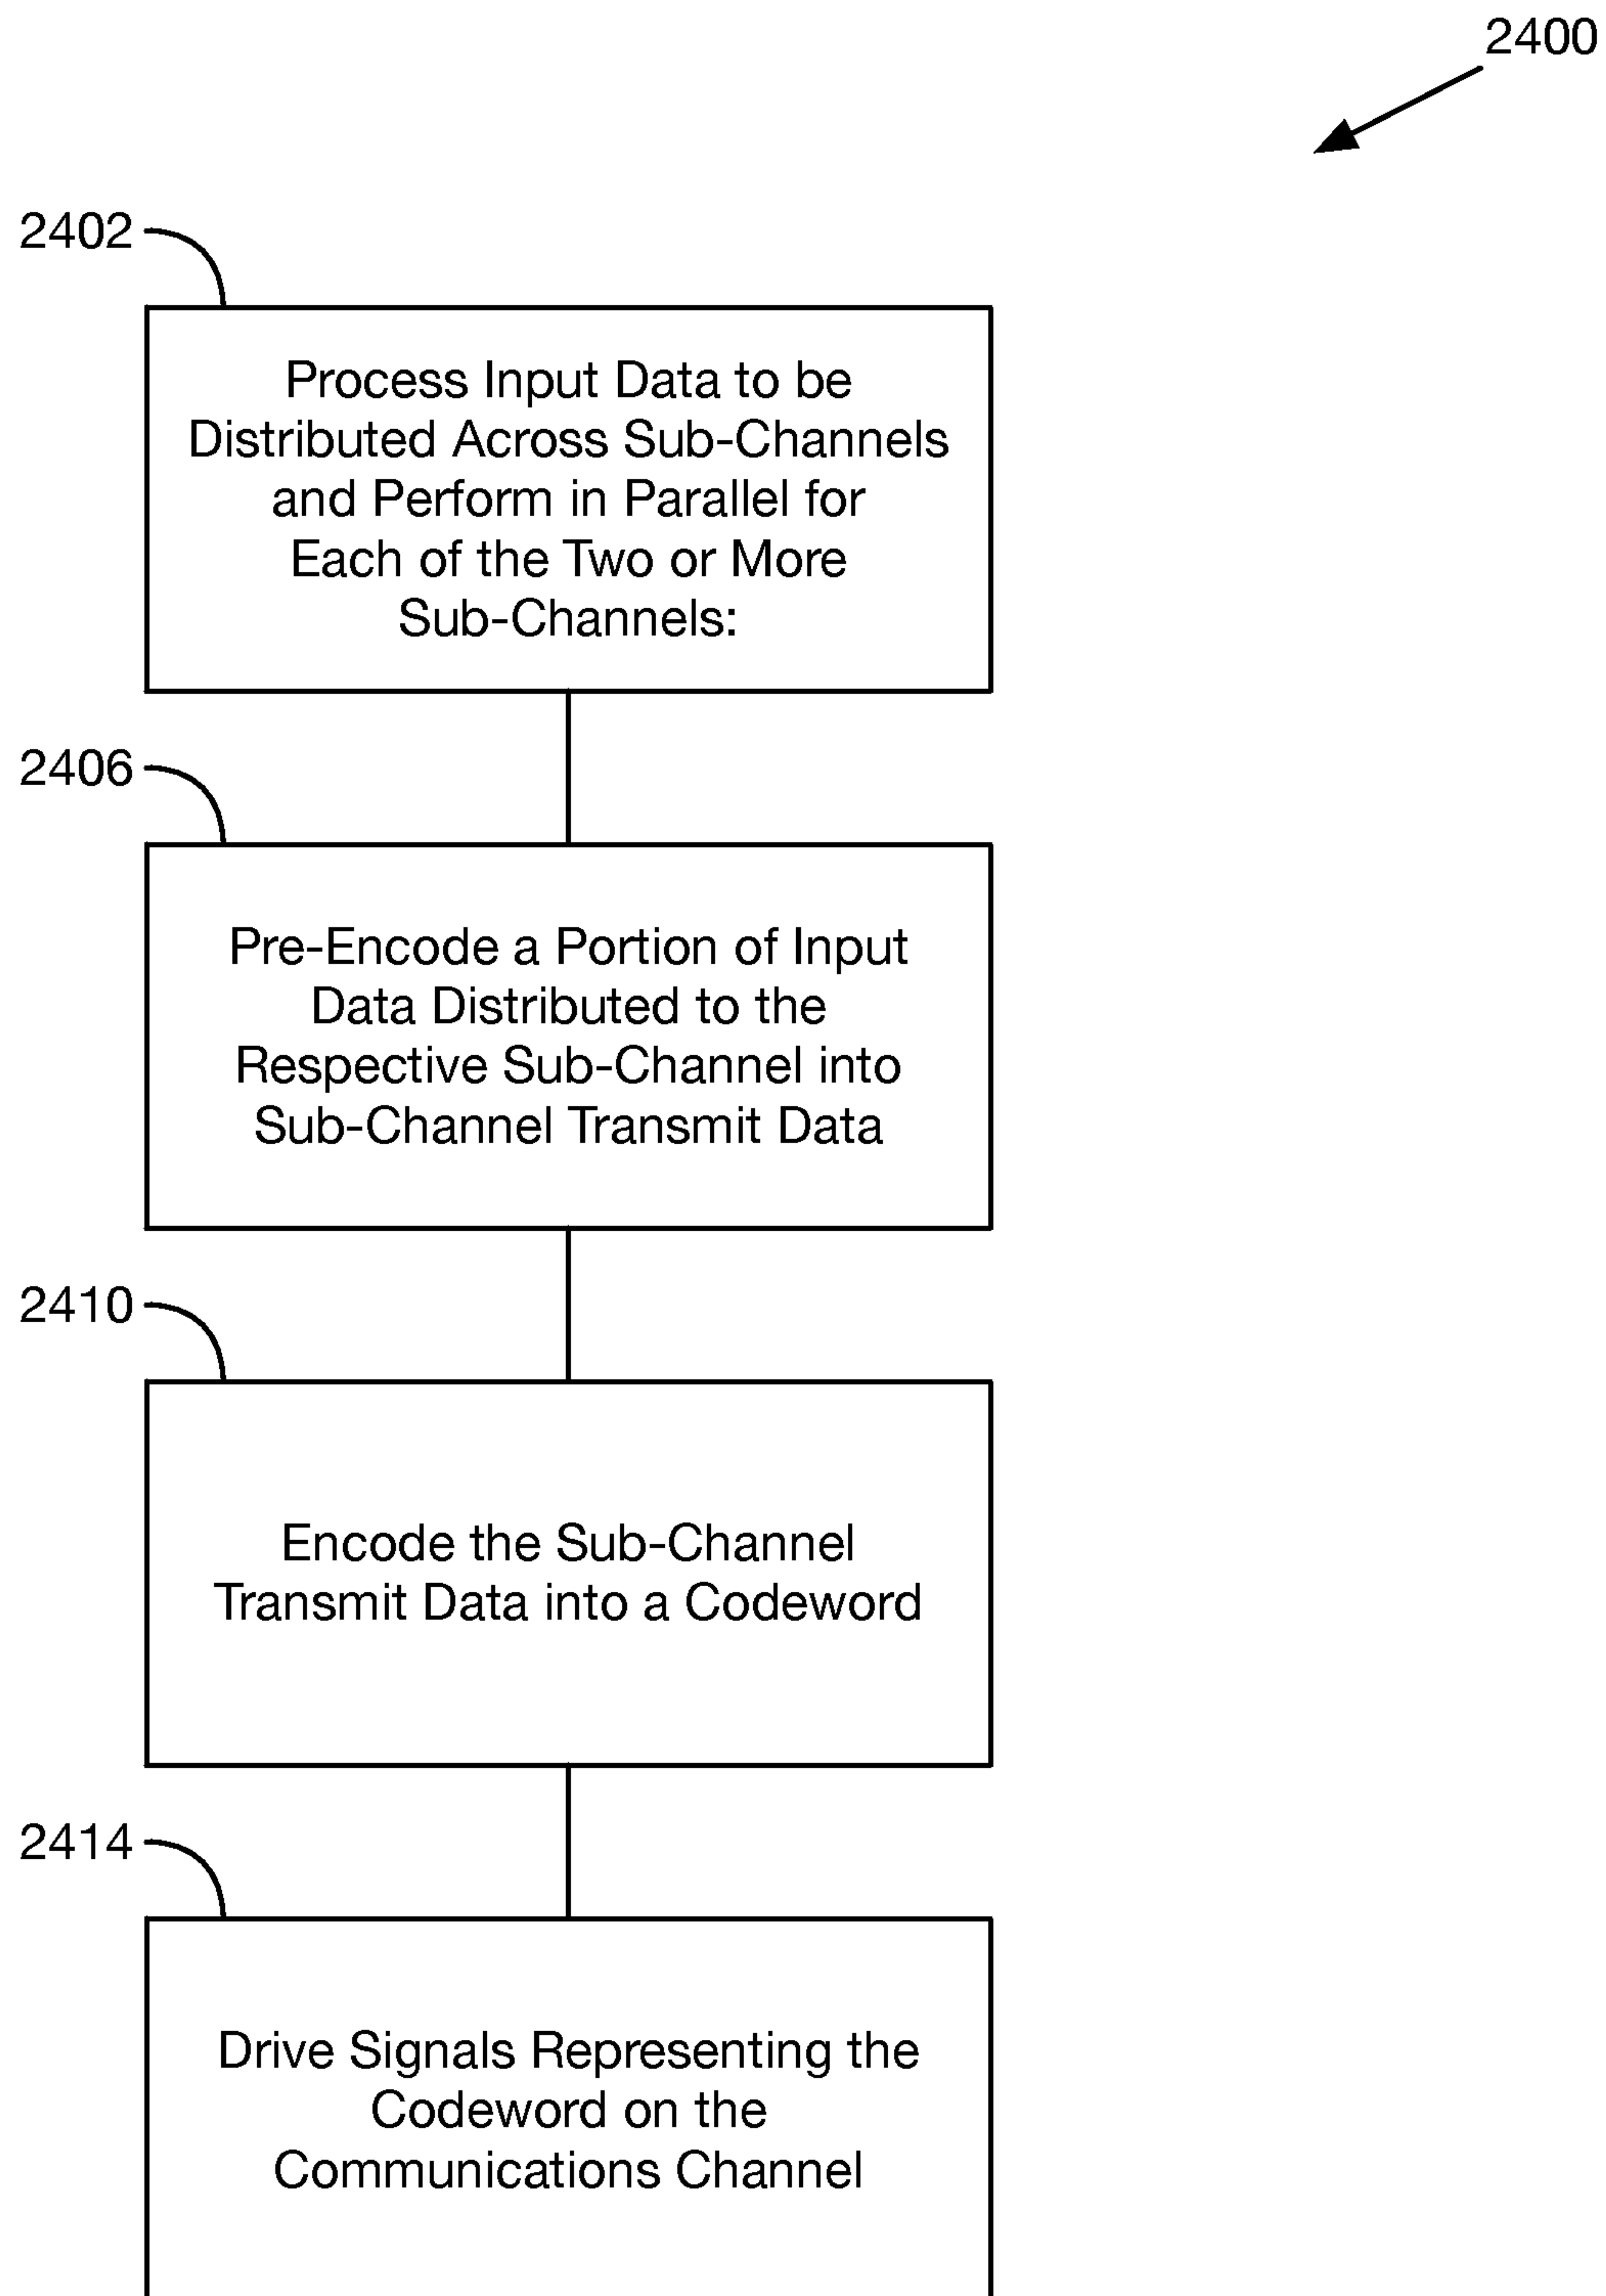 2400
2402
Process Input Data to be
Distributed Across Sub-Channels
and Perform in Parallel for
Each of the Two or More
Sub-Channels:
2406
Pre-Encode a Portion of Input
Data Distributed to the
Respective Sub-Channel into
Sub-Channel Transmit Data
2410
Encode the Sub-Channel
Transmit Data into a Codeword
2414
Drive Signals Representing the
Codeword on the
Communications Channel